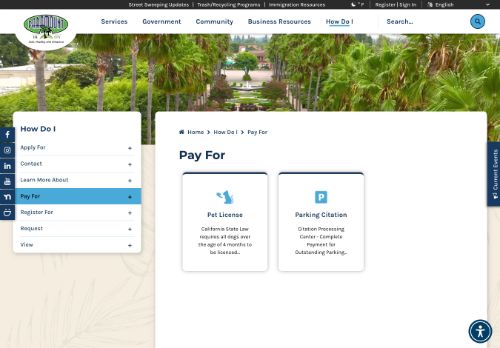 Street Sweeping Updates | Trash/Recycling Programs | Immigration Resources
° F
Register | Sign In
English
PARAMOUNT
Services
Government
Community
Business Resources
How Do I
Search...
How Do I
Apply For +
Contact +
Learn More About +
Pay For +
Register For +
Request +
View +
Home > How Do I > Pay For
Pay For
Pet License
California State Law
requires all dogs over
the age of 4 months to
be licensed...
P
Parking Citation
Citation Processing
Center - Complete
Payment for
Outstanding Parking...
Current Events